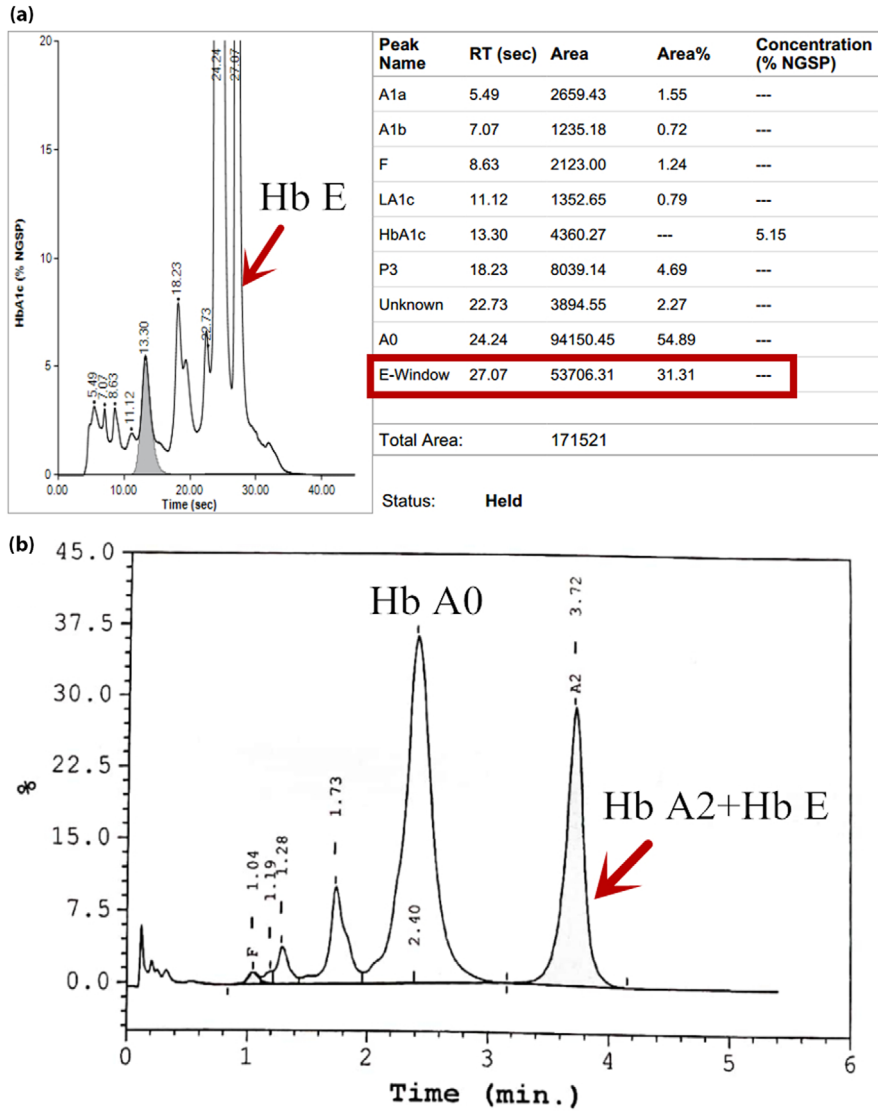 (a)
20
15
10
5
0
HbA1c (% NGSP)
5.49
7.07
8.63
11.12
13.30
18.23
22.73
24.24
27.07
Hb E
0.00 10.00 20.00 30.00 40.00
Time (sec)
Peak Name RT (sec) Area Area% Concentration (% NGSP)
A1a 5.49 2659.43 1.55 ---
A1b 7.07 1235.18 0.72 ---
F 8.63 2123.00 1.24 ---
LA1c 11.12 1352.65 0.79 ---
HbA1c 13.30 4360.27 --- 5.15
P3 18.23 8039.14 4.69 ---
Unknown 22.73 3894.55 2.27 ---
A0 24.24 94150.45 54.89 ---
E-Window 27.07 53706.31 31.31 ---
Total Area: 171521
Status: Held
(b)
45.0
37.5
30.0
22.5
15.0
7.5
0.0
%
F 1.04
1.19
1.28
1.73
Hb A0
2.40
A2 3.72
Hb A2+Hb E
0 1 2 3 4 5 6
Time (min.)